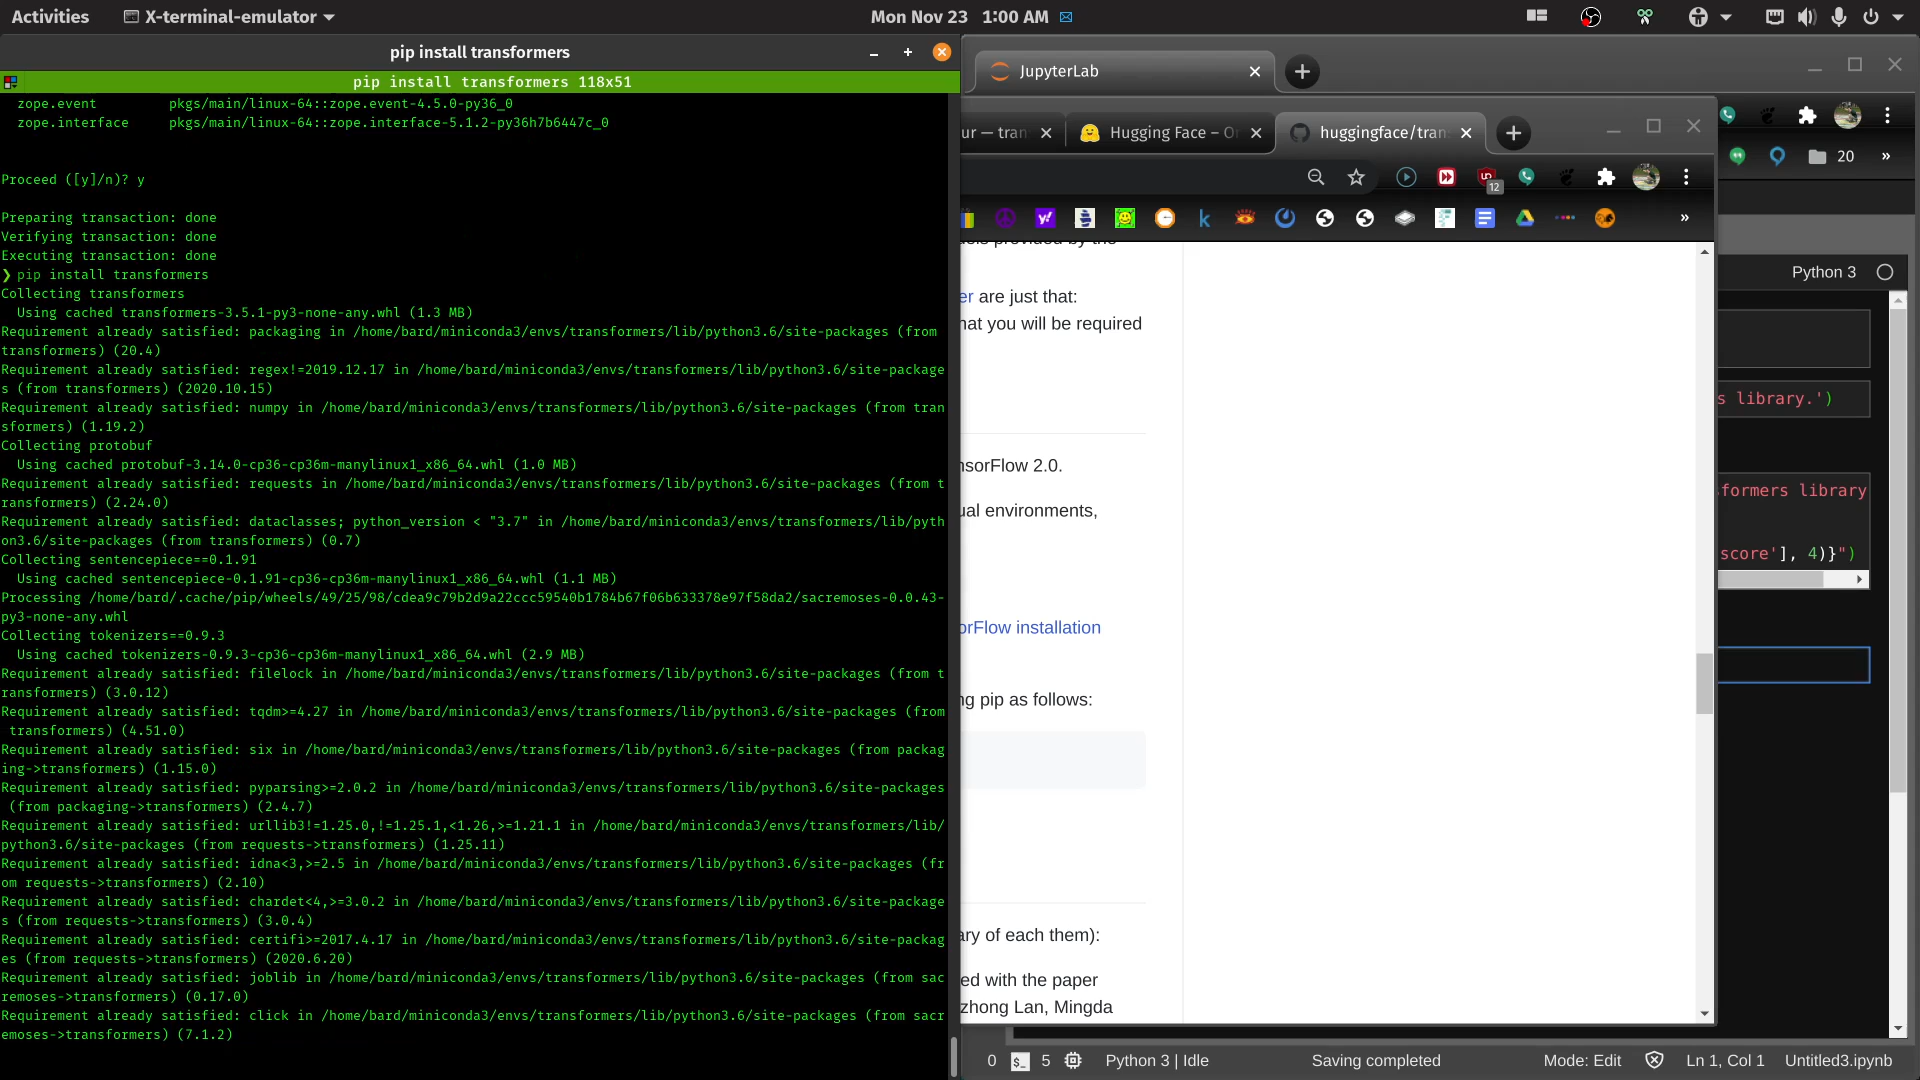 Activities
X-terminal-emulator
Mon Nov 23 1:00 AM
pip install transformers
pip install transformers 118x51
zope.event pkgs/main/linux-64::zope.event-4.5.0-py36_0
zope.interface pkgs/main/linux-64::zope.interface-5.1.2-py36h7b6447c_0
Proceed ([y]/n)? y
Preparing transaction: done
Verifying transaction: done
Executing transaction: done
❯ pip install transformers
Collecting transformers
Using cached transformers-3.5.1-py3-none-any.whl (1.3 MB)
Requirement already satisfied: packaging in /home/bard/miniconda3/envs/transformers/lib/python3.6/site-packages (from
transformers) (20.4)
Requirement already satisfied: regex!=2019.12.17 in /home/bard/miniconda3/envs/transformers/lib/python3.6/site-package
s (from transformers) (2020.10.15)
Requirement already satisfied: numpy in /home/bard/miniconda3/envs/transformers/lib/python3.6/site-packages (from tran
sformers) (1.19.2)
Collecting protobuf
Using cached protobuf-3.14.0-cp36-cp36m-manylinux1_x86_64.whl (1.0 MB)
Requirement already satisfied: requests in /home/bard/miniconda3/envs/transformers/lib/python3.6/site-packages (from t
ransformers) (2.24.0)
Requirement already satisfied: dataclasses; python_version < "3.7" in /home/bard/miniconda3/envs/transformers/lib/pyth
on3.6/site-packages (from transformers) (0.7)
Collecting sentencepiece==0.1.91
Using cached sentencepiece-0.1.91-cp36-cp36m-manylinux1_x86_64.whl (1.1 MB)
Processing /home/bard/.cache/pip/wheels/49/25/98/cdea9c79b2d9a22ccc59540b1784b67f06b633378e97f58da2/sacremoses-0.0.43-
py3-none-any.whl
Collecting tokenizers==0.9.3
Using cached tokenizers-0.9.3-cp36-cp36m-manylinux1_x86_64.whl (2.9 MB)
Requirement already satisfied: filelock in /home/bard/miniconda3/envs/transformers/lib/python3.6/site-packages (from t
ransformers) (3.0.12)
Requirement already satisfied: tqdm>=4.27 in /home/bard/miniconda3/envs/transformers/lib/python3.6/site-packages (from
transformers) (4.51.0)
Requirement already satisfied: six in /home/bard/miniconda3/envs/transformers/lib/python3.6/site-packages (from packag
ing->transformers) (1.15.0)
Requirement already satisfied: pyparsing>=2.0.2 in /home/bard/miniconda3/envs/transformers/lib/python3.6/site-packages
(from packaging->transformers) (2.4.7)
Requirement already satisfied: urllib3!=1.25.0,!=1.25.1,<1.26,>=1.21.1 in /home/bard/miniconda3/envs/transformers/lib/
python3.6/site-packages (from requests->transformers) (1.25.11)
Requirement already satisfied: idna<3,>=2.5 in /home/bard/miniconda3/envs/transformers/lib/python3.6/site-packages (fr
om requests->transformers) (2.10)
Requirement already satisfied: chardet<4,>=3.0.2 in /home/bard/miniconda3/envs/transformers/lib/python3.6/site-package
s (from requests->transformers) (3.0.4)
Requirement already satisfied: certifi>=2017.4.17 in /home/bard/miniconda3/envs/transformers/lib/python3.6/site-packag
es (from requests->transformers) (2020.6.20)
Requirement already satisfied: joblib in /home/bard/miniconda3/envs/transformers/lib/python3.6/site-packages (from sac
remoses->transformers) (0.17.0)
Requirement already satisfied: click in /home/bard/miniconda3/envs/transformers/lib/python3.6/site-packages (from sacr
emoses->transformers) (7.1.2)
JupyterLab
ur — tran
Hugging Face – O
huggingface/tran
12
20
provided by the
er are just that:
hat you will be required
nsorFlow 2.0.
ual environments,
orFlow installation
ng pip as follows:
ary of each them):
ed with the paper
zhong Lan, Mingda
Python 3
s library.')
formers library
score'], 4)}")
0
5
Python 3 | Idle
Saving completed
Mode: Edit
Ln 1, Col 1
Untitled3.ipynb